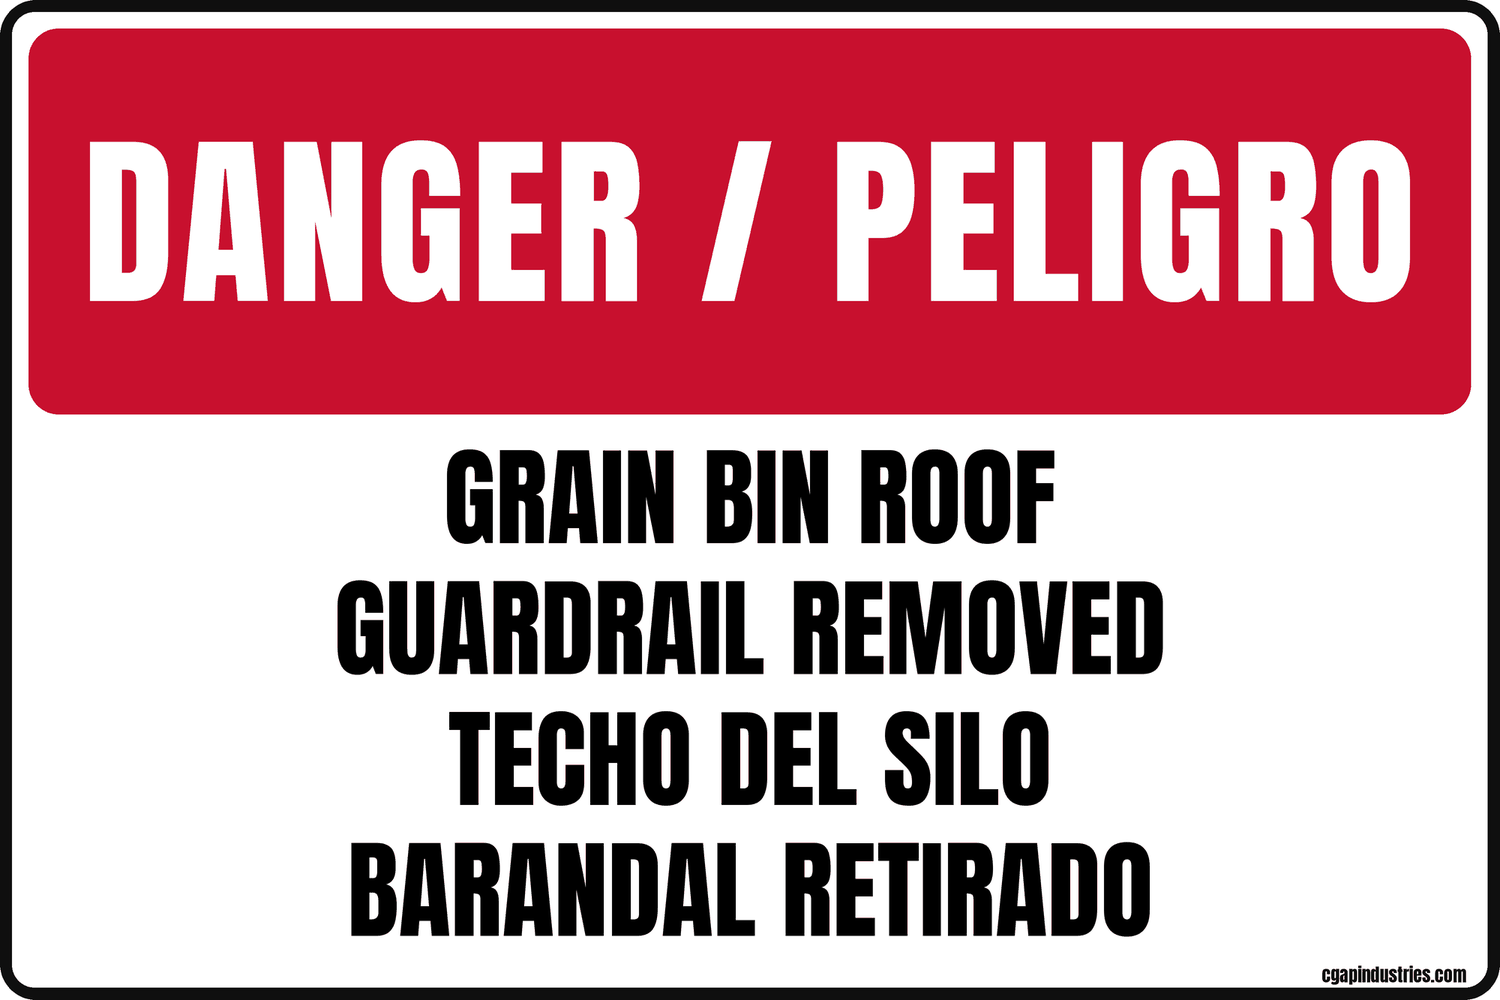 DANGER / PELIGRO
GRAIN BIN ROOF
GUARDRAIL REMOVED
TECHO DEL SILO
BARANDAL RETIRADO
cgapindustries.com